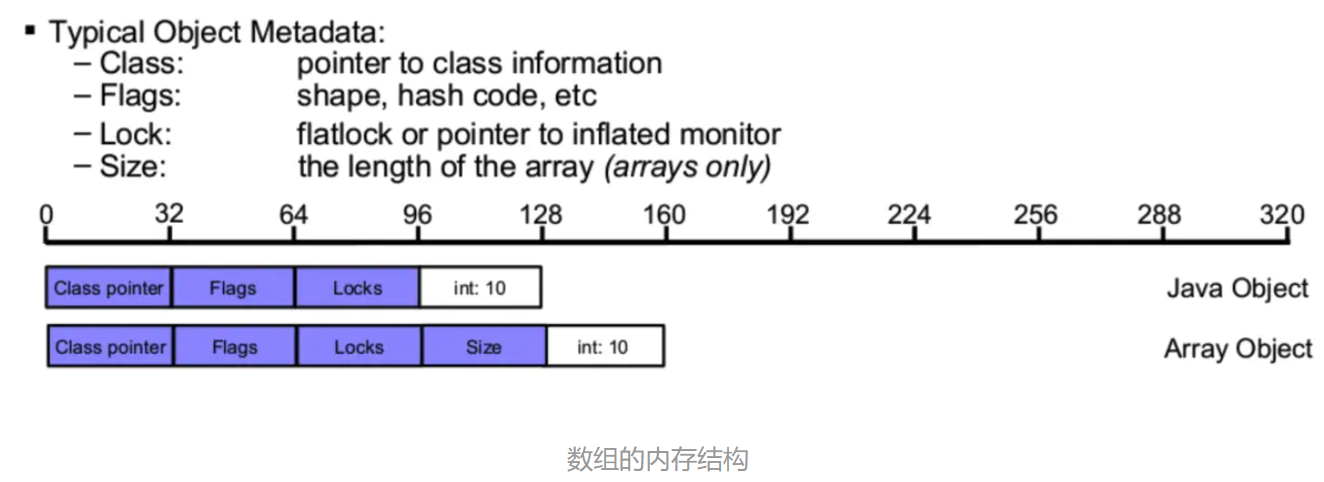 ▪ Typical Object Metadata:
– Class: pointer to class information
– Flags: shape, hash code, etc
– Lock: flatlock or pointer to inflated monitor
– Size: the length of the array (arrays only)
0 32 64 96 128 160 192 224 256 288 320
Class pointer Flags Locks int: 10 Java Object
Class pointer Flags Locks Size int: 10 Array Object
数组的内存结构